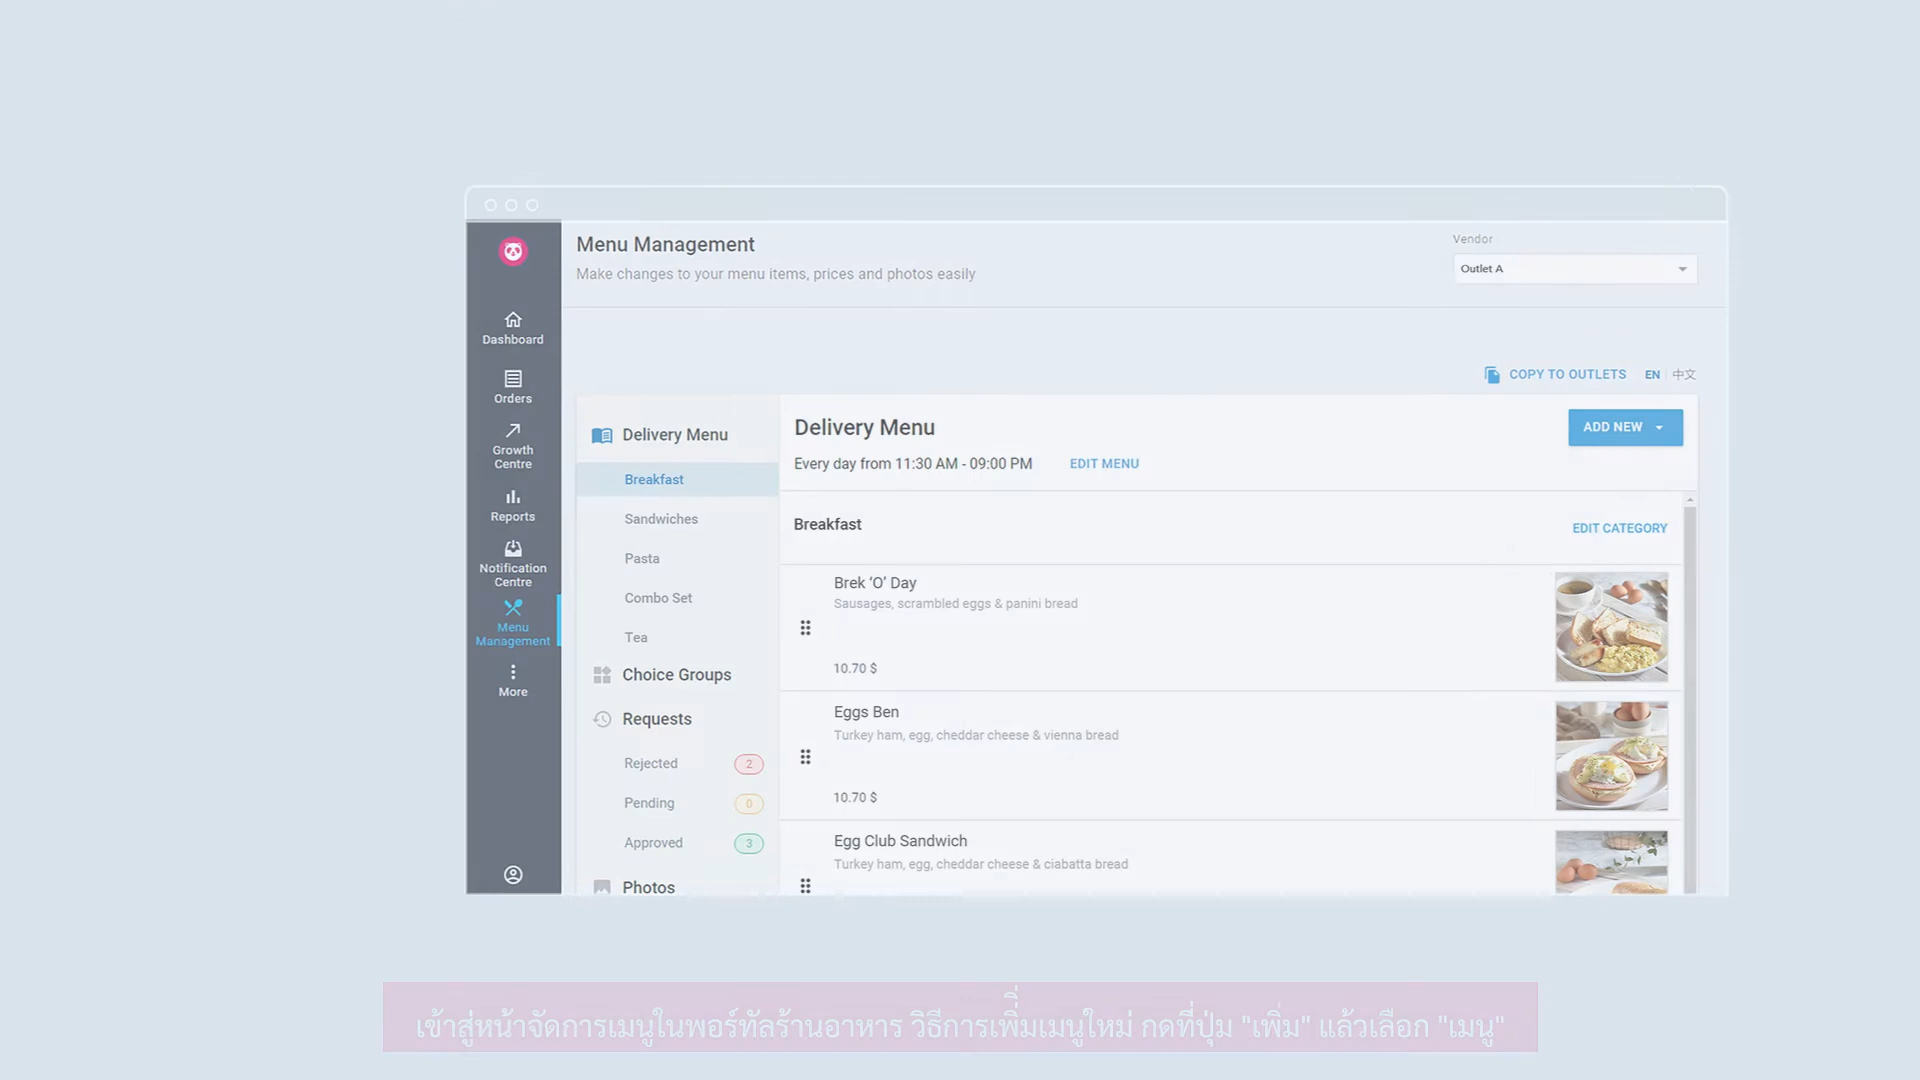 Menu Management
Make changes to your menu items, prices and photos easily
Vendor
Outlet A
Dashboard
Orders
Growth
Centre
Reports
Notification
Centre
Menu
Management
More
COPY TO OUTLETS EN 中文
Delivery Menu
Breakfast
Sandwiches
Pasta
Combo Set
Tea
Choice Groups
Requests
Rejected 2
Pending 0
Approved 3
Photos
Delivery Menu
ADD NEW
Every day from 11:30 AM - 09:00 PM EDIT MENU
Breakfast
EDIT CATEGORY
Brek ‘O’ Day
Sausages, scrambled eggs & panini bread
10.70 $
Eggs Ben
Turkey ham, egg, cheddar cheese & vienna bread
10.70 $
Egg Club Sandwich
Turkey ham, egg, cheddar cheese & ciabatta bread
เข้าสู่หน้าจัดการเมนูในพอร์ทัลร้านอาหาร วิธีการเพิ่มเมนูใหม่ กดที่ปุ่ม "เพิ่ม" แล้วเลือก "เมนู"